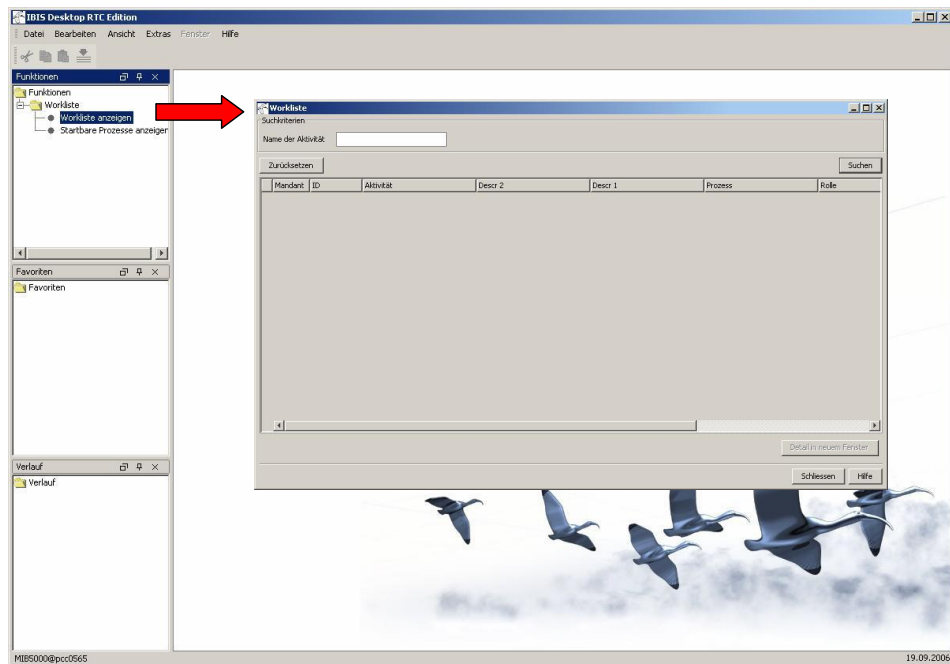 IBIS Desktop RTC Edition
Datei Bearbeiten Ansicht Extras Fenster Hilfe
Funktionen
Funktionen
Workliste
Workliste anzeigen
Startbare Prozesse anzeigen
Workliste
Suchkriterien
Name der Aktivität
Zurücksetzen Suchen
Mandant ID Aktivität Descr 2 Descr 1 Prozess Rolle
Favoriten
Favoriten
Detail in neuem Fenster
Verlauf
Verlauf
Schliessen Hilfe
MIB5000@pcc0565 19.09.2006